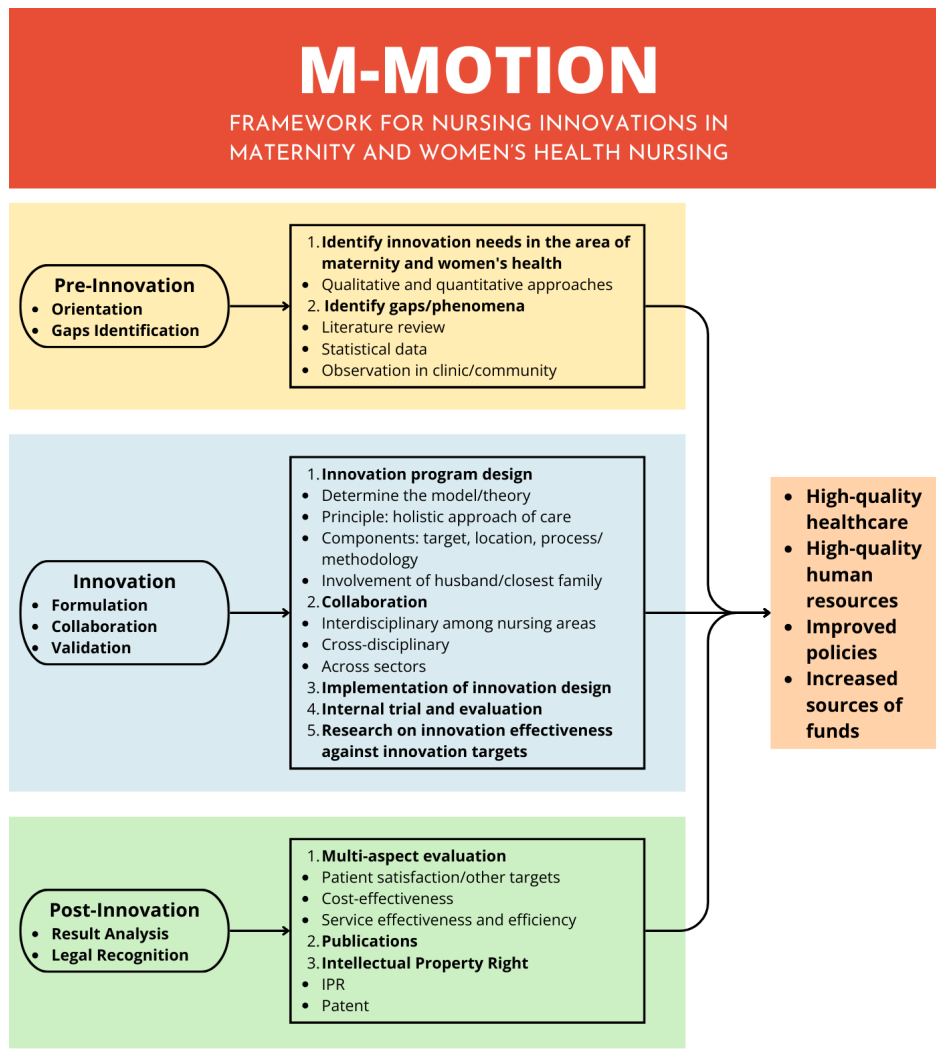 M-MOTION
FRAMEWORK FOR NURSING INNOVATIONS IN
MATERNITY AND WOMEN'S HEALTH NURSING
Pre-Innovation
• Orientation
• Gaps Identification
1. Identify innovation needs in the area of
maternity and women's health
• Qualitative and quantitative approaches
2. Identify gaps/phenomena
• Literature review
• Statistical data
• Observation in clinic/community
Innovation
• Formulation
• Collaboration
• Validation
1. Innovation program design
• Determine the model/theory
• Principle: holistic approach of care
• Components: target, location, process/
methodology
• Involvement of husband/closest family
2. Collaboration
• Interdisciplinary among nursing areas
• Cross-disciplinary
• Across sectors
3. Implementation of innovation design
4. Internal trial and evaluation
5. Research on innovation effectiveness
against innovation targets
Post-Innovation
• Result Analysis
• Legal Recognition
1. Multi-aspect evaluation
• Patient satisfaction/other targets
• Cost-effectiveness
• Service effectiveness and efficiency
2. Publications
3. Intellectual Property Right
• IPR
• Patent
• High-quality
healthcare
• High-quality
human
resources
• Improved
policies
• Increased
sources of
funds